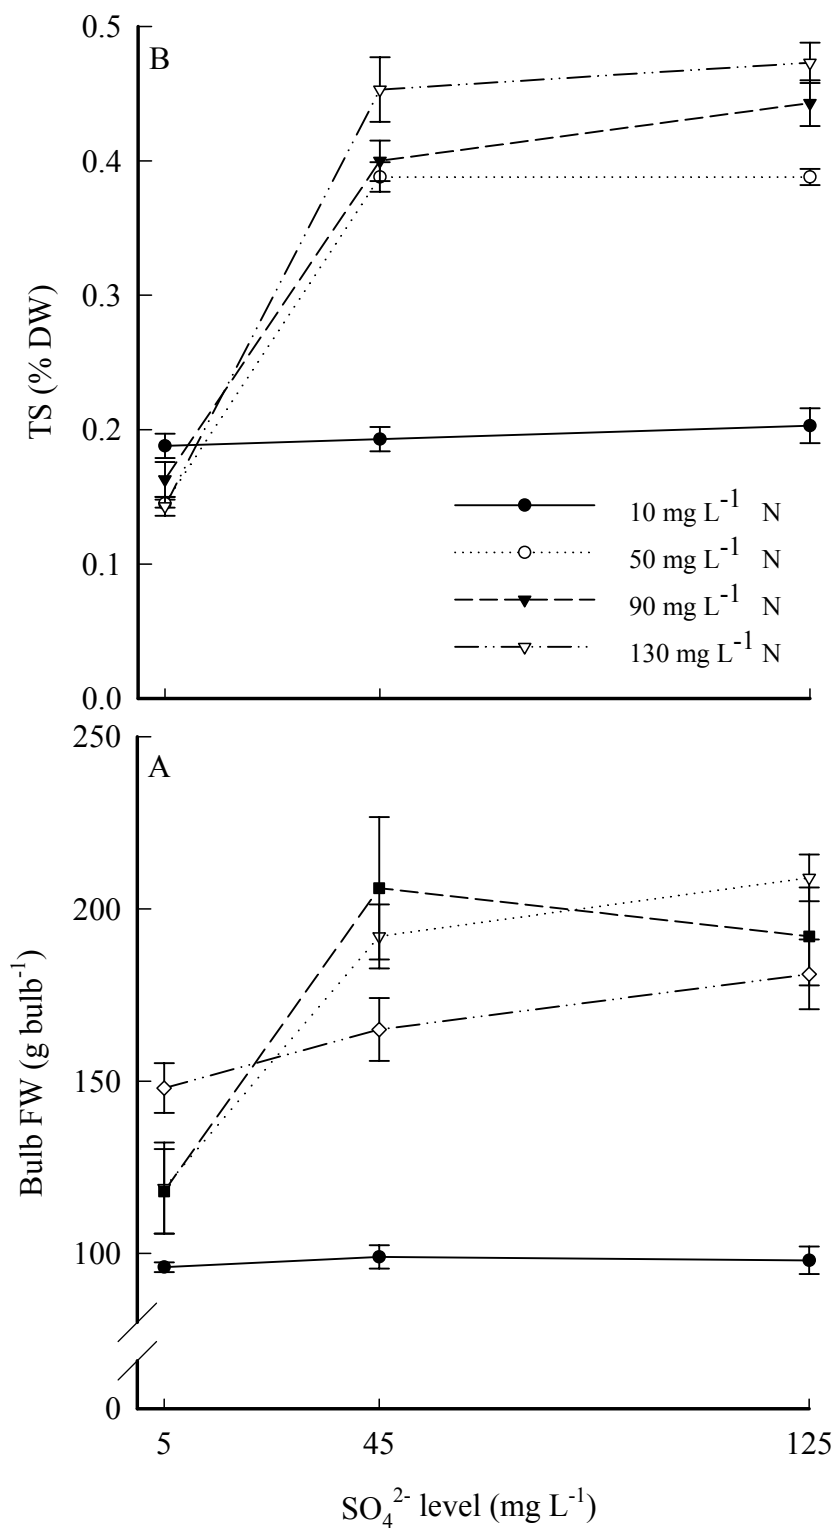 0.5
B
0.4
0.3
TS (% DW)
0.2
10 mg L⁻¹ N
50 mg L⁻¹ N
0.1
90 mg L⁻¹ N
130 mg L⁻¹ N
0.0
250
A
200
Bulb FW (g bulb⁻¹)
150
100
0
5 45 125
SO₄²⁻ level (mg L⁻¹)